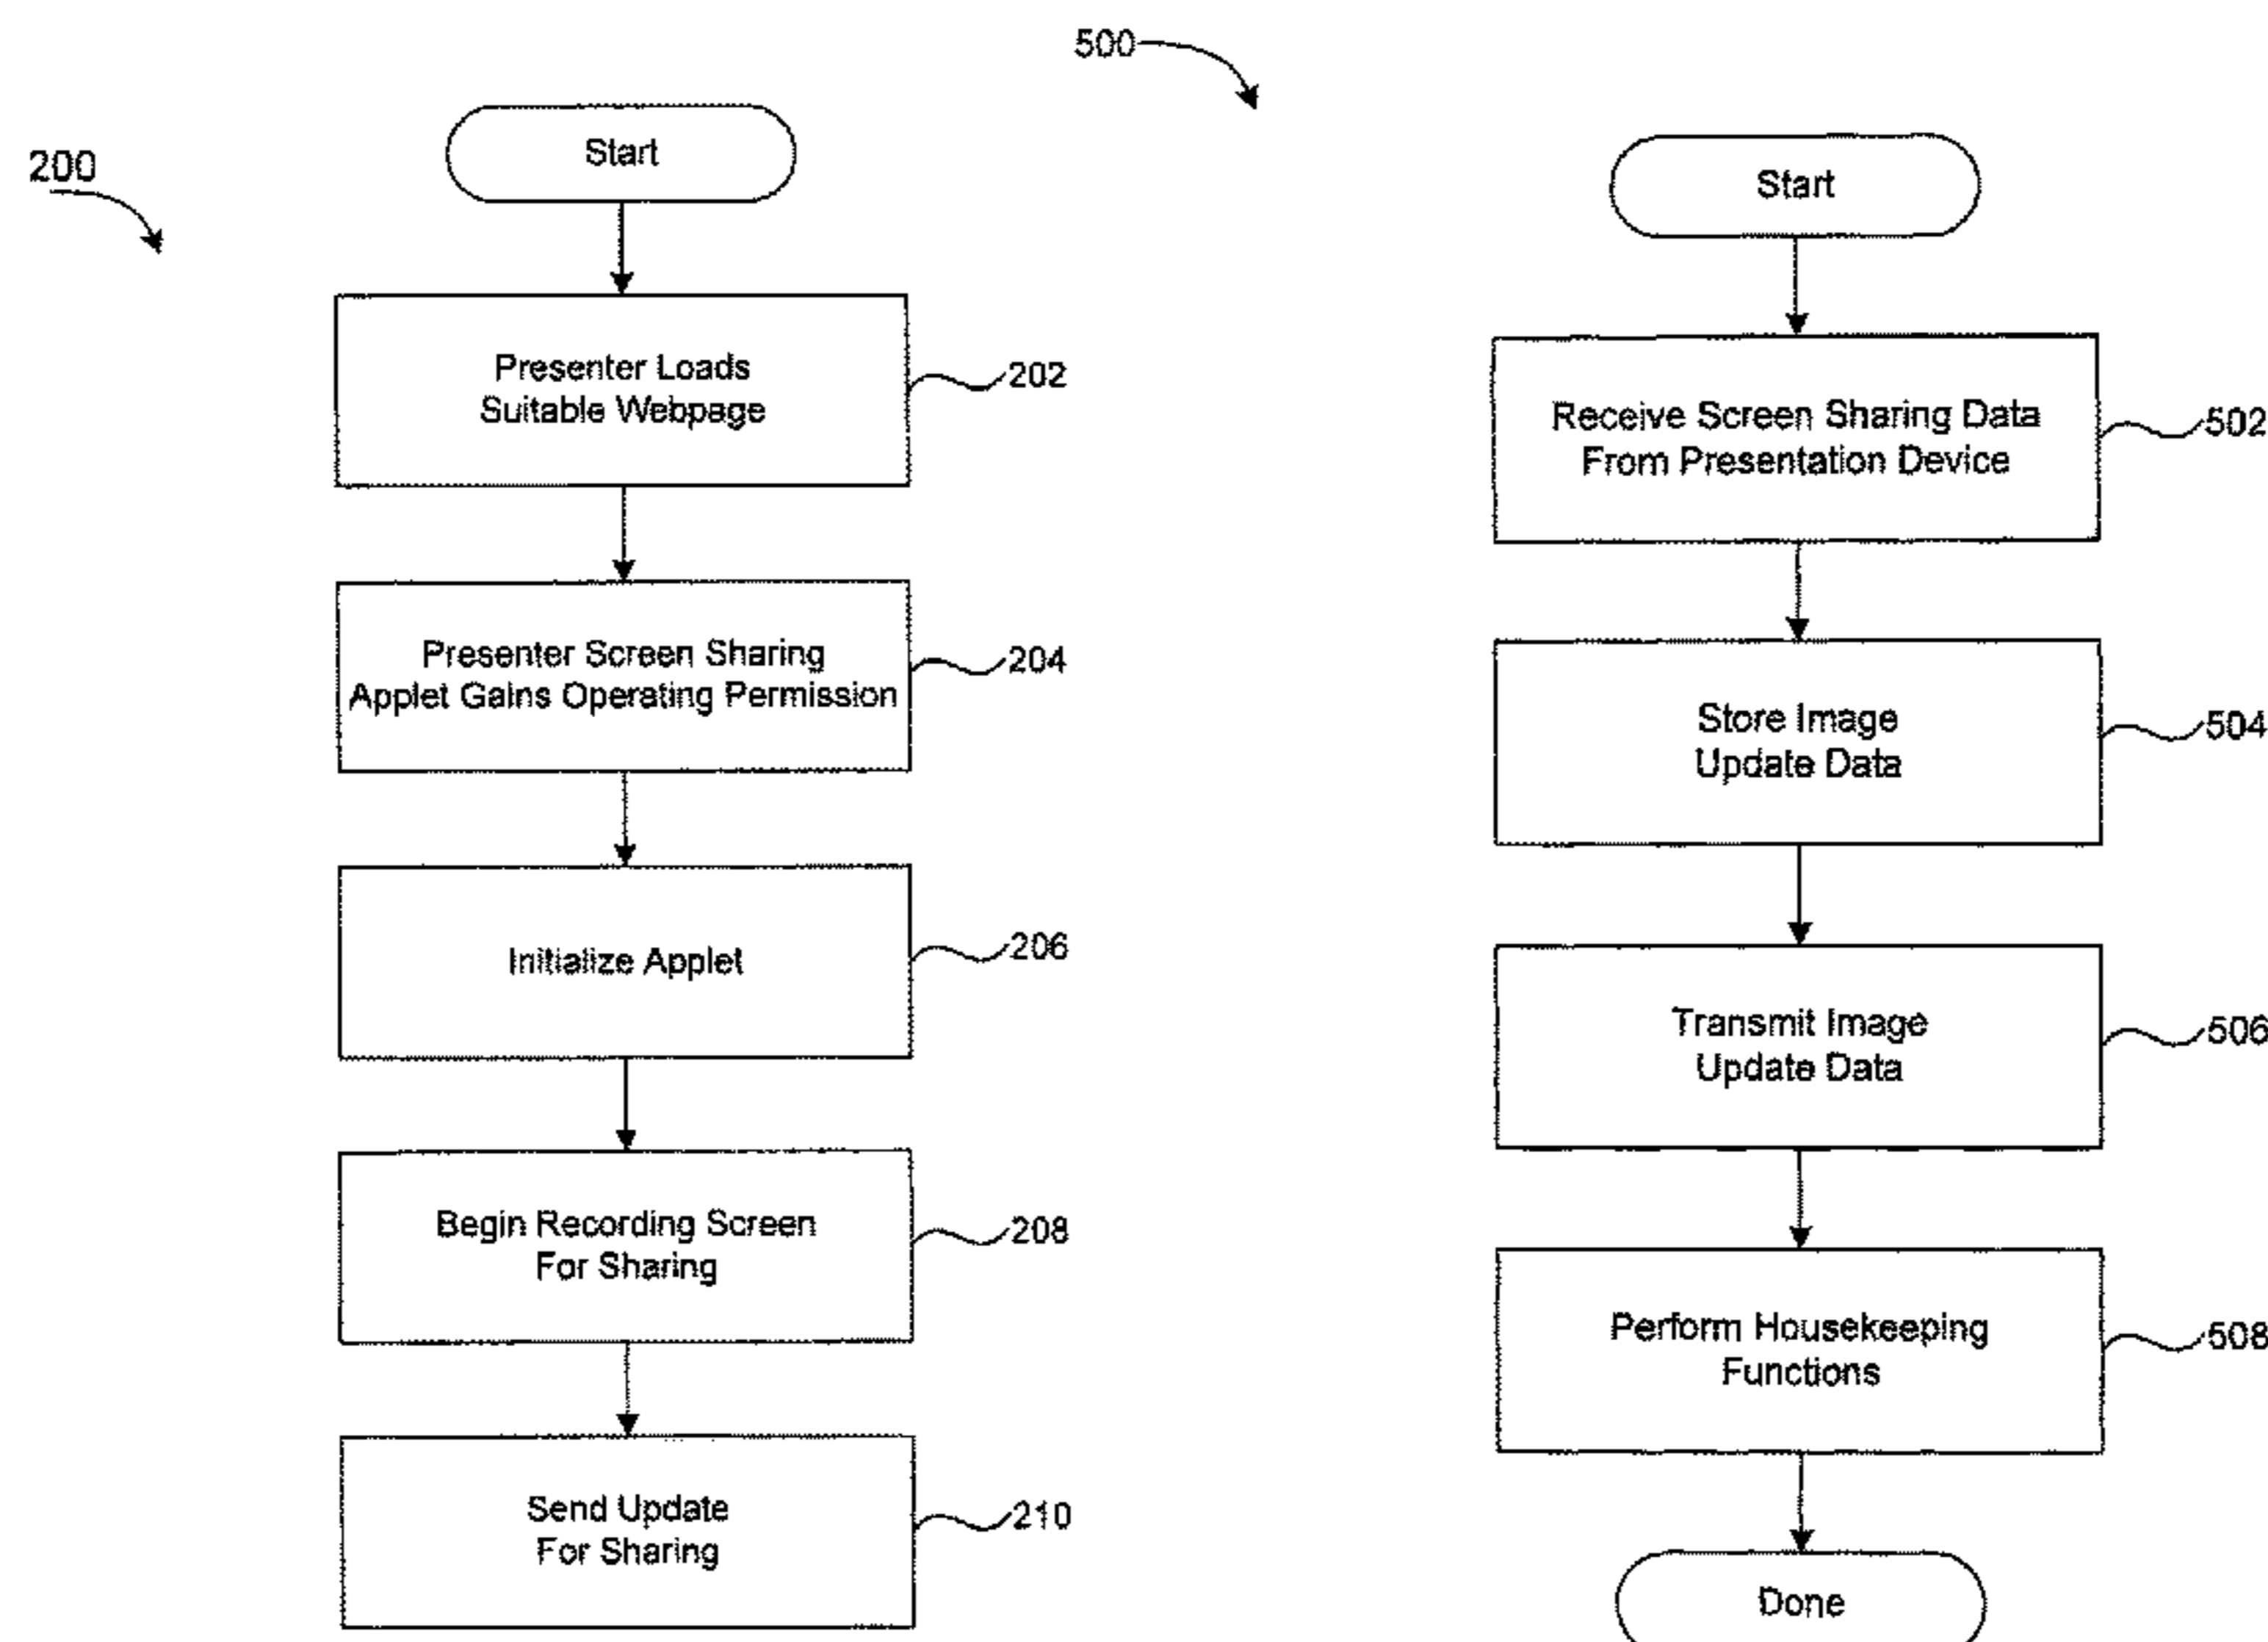 200
Start
Presenter Loads
Suitable Webpage
202
Presenter Screen Sharing
Applet Gains Operating Permission
204
Initialize Applet
206
Begin Recording Screen
For Sharing
208
Send Update
For Sharing
210
500
Start
Receive Screen Sharing Data
From Presentation Device
502
Store Image
Update Data
504
Transmit Image
Update Data
506
Perform Housekeeping
Functions
508
Done